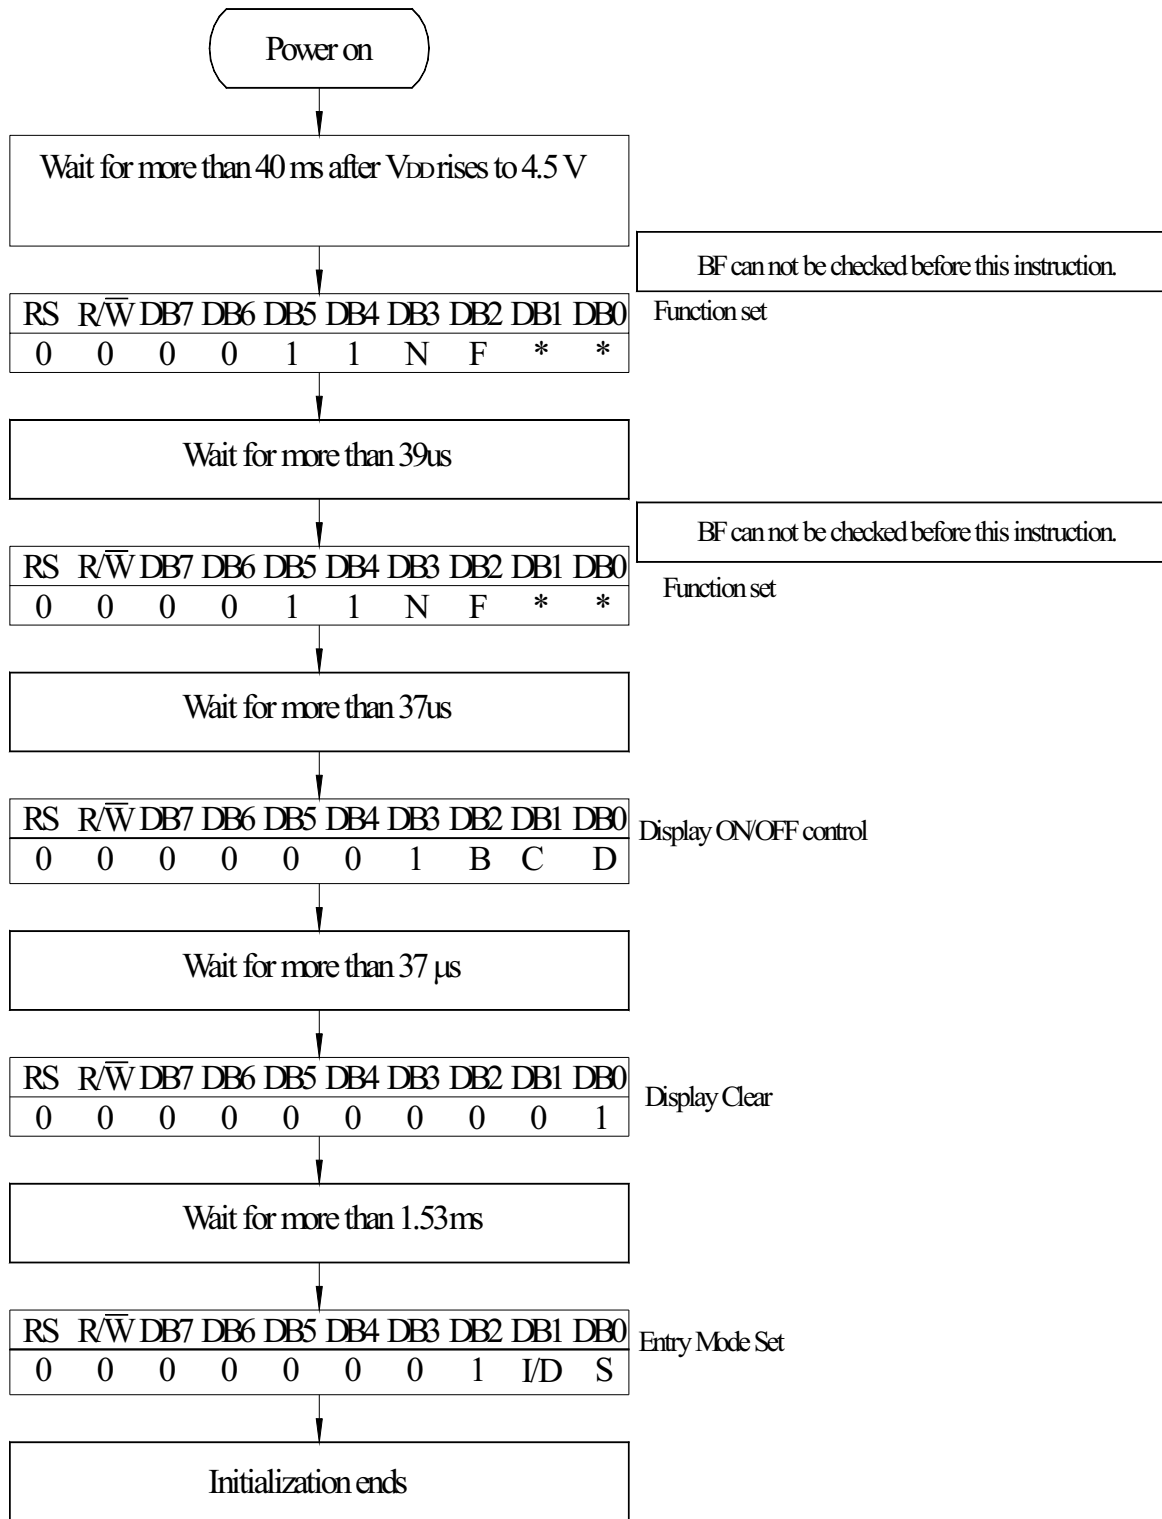 Power on
Wait for more than 40 ms after VDD rises to 4.5 V
BF can not be checked before this instruction.
RS R/W̅ DB7 DB6 DB5 DB4 DB3 DB2 DB1 DB0
Function set
0 0 0 0 1 1 N F * *
Wait for more than 39us
BF can not be checked before this instruction.
RS R/W̅ DB7 DB6 DB5 DB4 DB3 DB2 DB1 DB0
Function set
0 0 0 0 1 1 N F * *
Wait for more than 37us
RS R/W̅ DB7 DB6 DB5 DB4 DB3 DB2 DB1 DB0
Display ON/OFF control
0 0 0 0 0 0 1 B C D
Wait for more than 37 μs
RS R/W̅ DB7 DB6 DB5 DB4 DB3 DB2 DB1 DB0
Display Clear
0 0 0 0 0 0 0 0 0 1
Wait for more than 1.53ms
RS R/W̅ DB7 DB6 DB5 DB4 DB3 DB2 DB1 DB0
Entry Mode Set
0 0 0 0 0 0 0 1 I/D S
Initialization ends